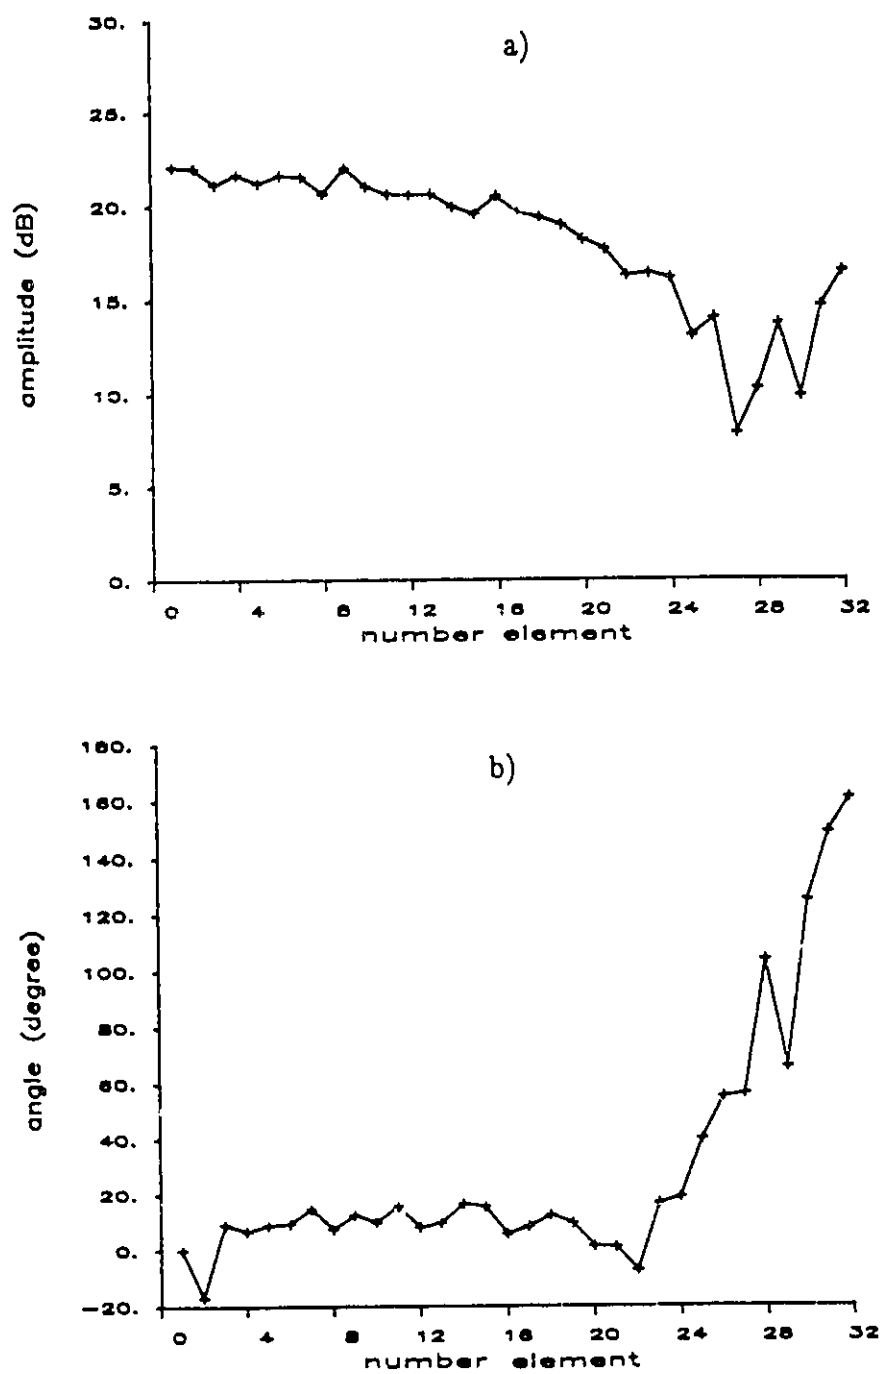 a)
30.
25.
20.
15.
10.
5.
0.
amplitude (dB)
0 4 8 12 16 20 24 28 32
number element
b)
180.
160.
140.
120.
100.
80.
60.
40.
20.
0.
-20.
angle (degree)
0 4 8 12 16 20 24 28 32
number element